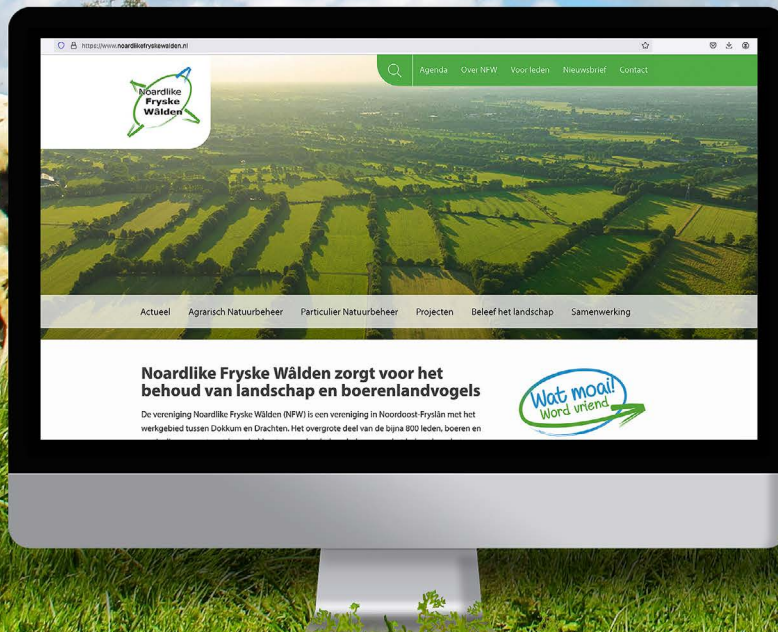 https://www.noardlikefryskewalden.nl
Noardlike
Fryske
Wâlden
Agenda Over NFW Voor leden Nieuwsbrief Contact
Actueel Agrarisch Natuurbeheer Particulier Natuurbeheer Projecten Beleef het landschap Samenwerking
Noardlike Fryske Wâlden zorgt voor het
behoud van landschap en boerenlandvogels
De vereniging Noardlike Fryske Wâlden (NFW) is een vereniging in Noordoost-Fryslân met het
werkgebied tussen Dokkum en Drachten. Het overgrote deel van de bijna 800 leden, boeren en
Wat moai!
Word vriend